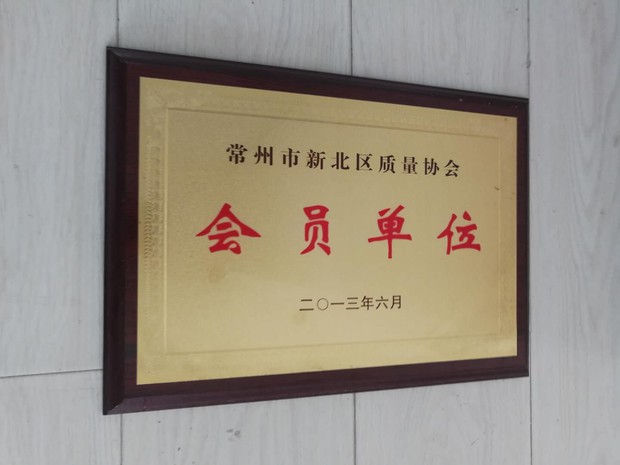 常州市新北区质量协会
会员单位
二〇一三年六月